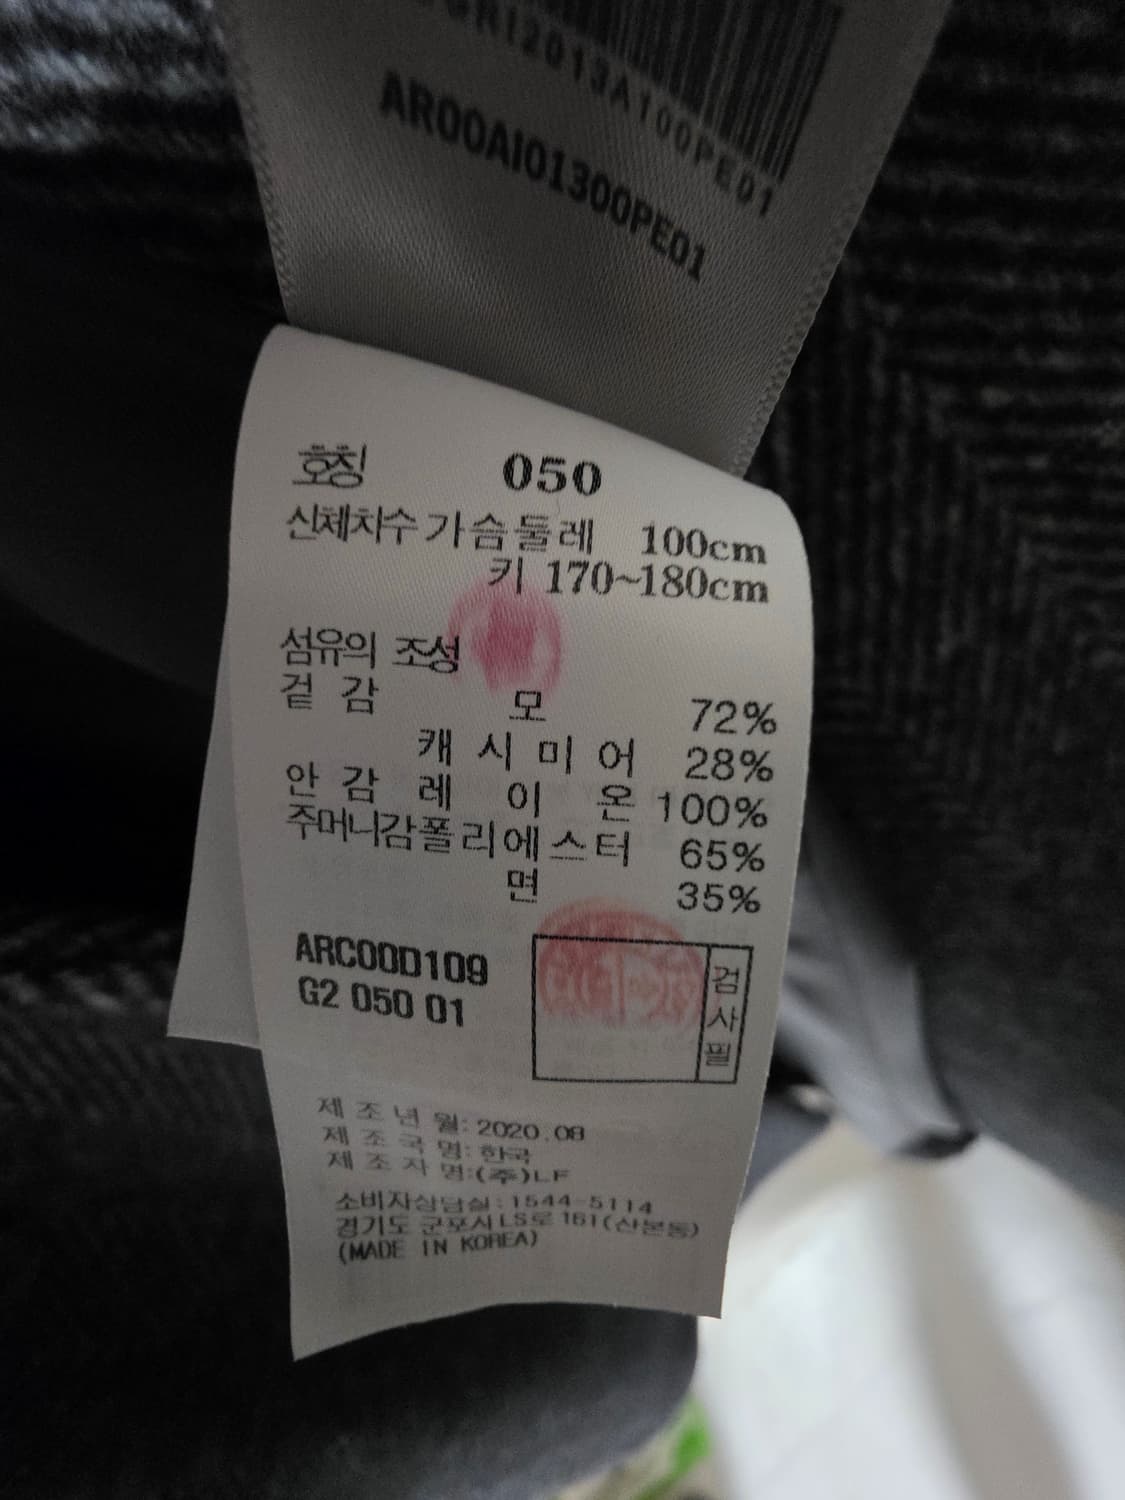 AR00AI01300PE01
호칭 050
신체치수 가슴둘레 100cm
키 170~180cm
섬유의 조성
겉감 모 72%
캐시미어 28%
안감 레이온 100%
주머니감 폴리에스터 65%
면 35%
ARC00D109
G2 050 01
검사필
제조년월: 2020.08
제조국명: 한국
제조자명:(주)LF
소비자상담실: 1544-5114
경기도 군포시 LS로 161(산본동)
(MADE IN KOREA)